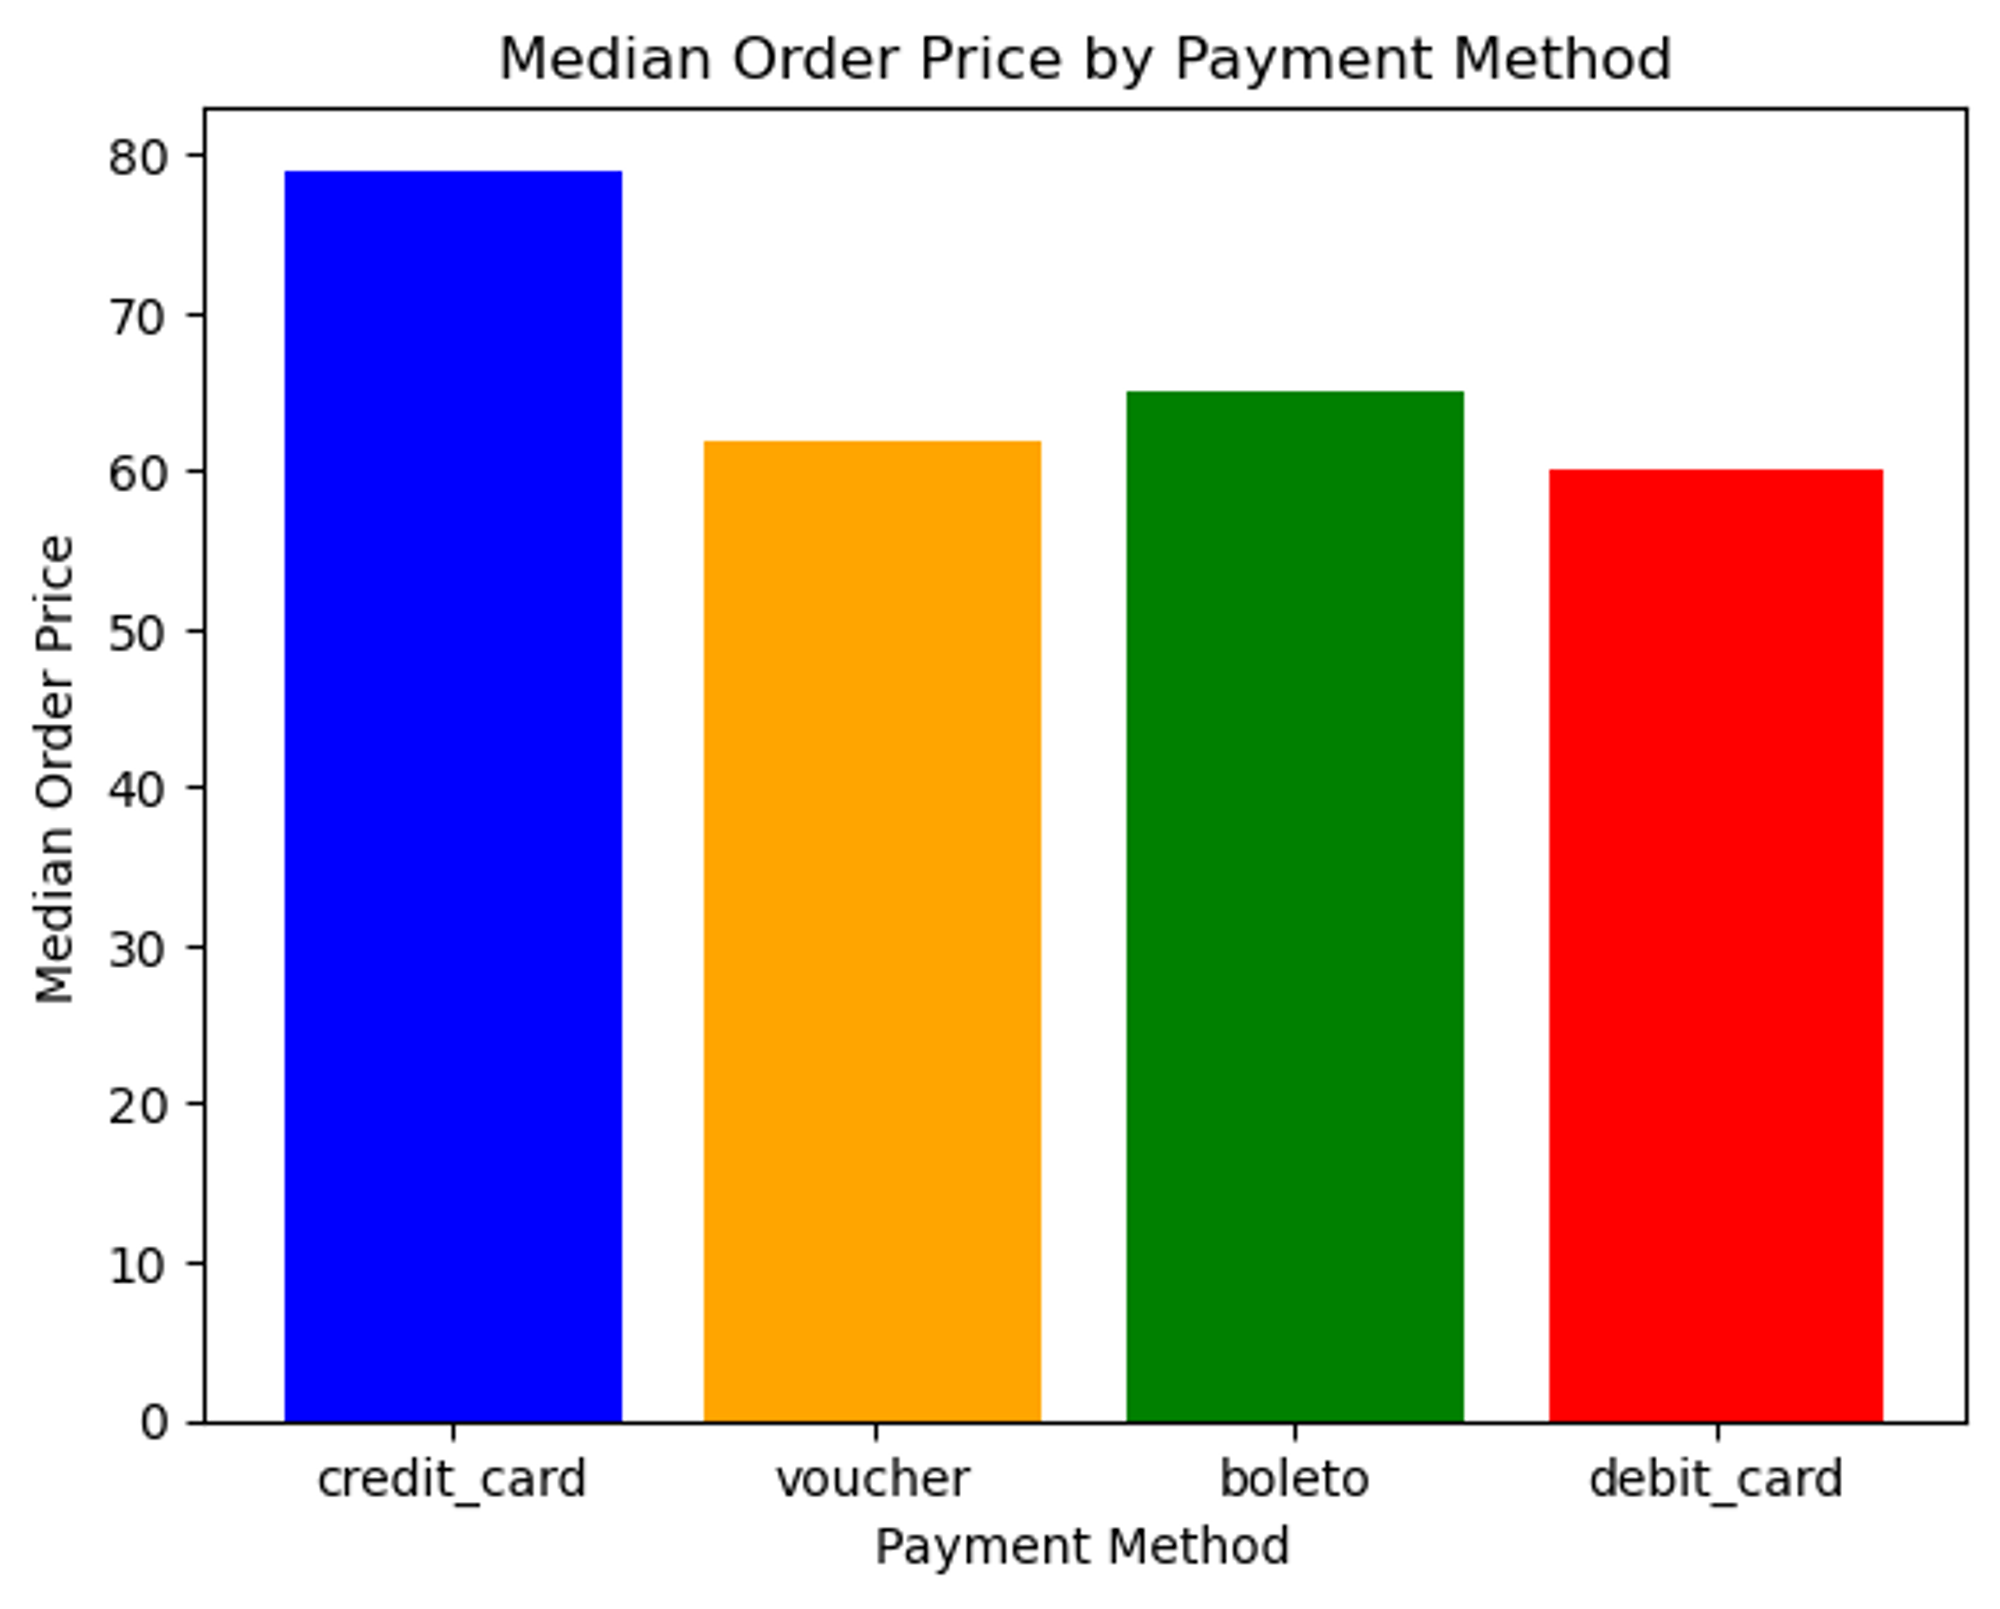 Median Order Price by Payment Method
Median Order Price
80
70
60
50
40
30
20
10
0
credit_card voucher boleto debit_card
Payment Method